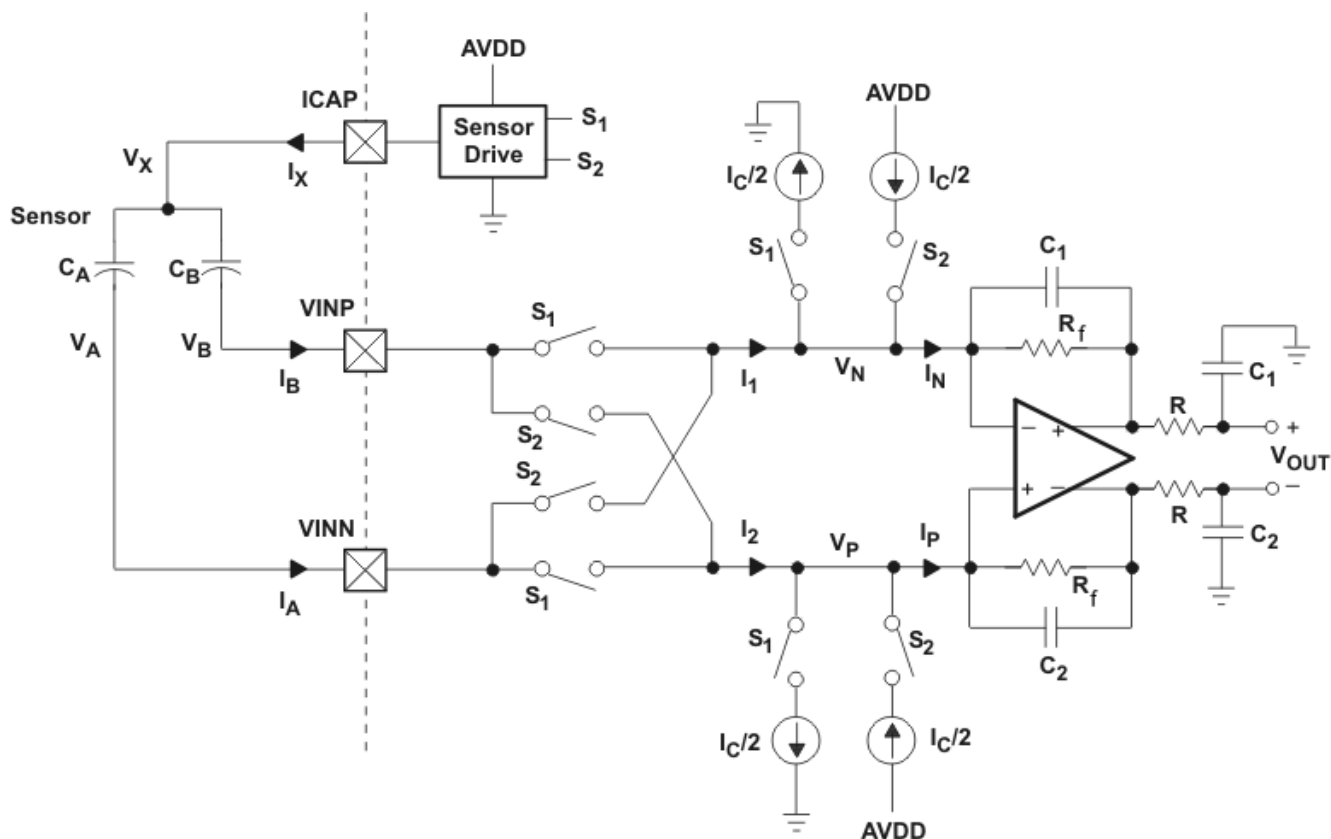 AVDD
ICAP
Sensor
Drive
S1
S2
AVDD
VX
IX
IC/2
IC/2
Sensor
CA
CB
S1
S2
C1
VINP
S1
Rf
VA
VB
IB
I1
VN
IN
C1
S2
R
+
− +
VOUT
S2
+ −
−
VINN
I2
VP
IP
R
C2
IA
S1
Rf
S1
S2
C2
IC/2
IC/2
AVDD